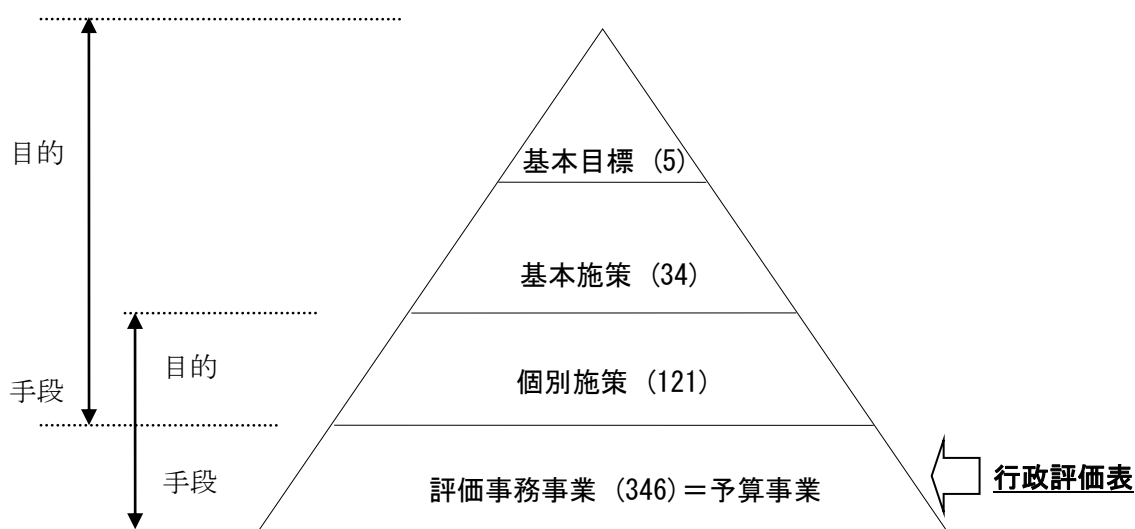 目的
基本目標 (5)
基本施策 (34)
目的
個別施策 (121)
手段
手段
評価事務事業 (346)＝予算事業
行政評価表